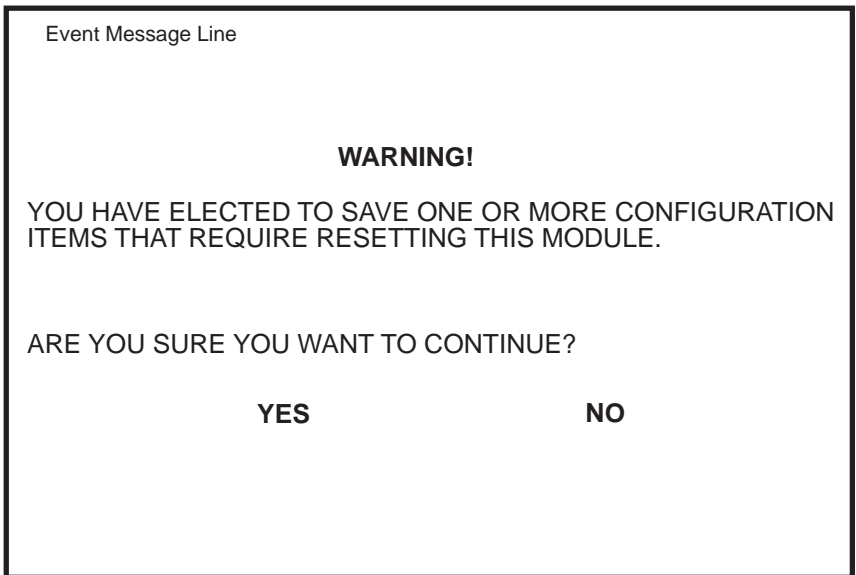 Event Message Line
WARNING!
YOU HAVE ELECTED TO SAVE ONE OR MORE CONFIGURATION
ITEMS THAT REQUIRE RESETTING THIS MODULE.
ARE YOU SURE YOU WANT TO CONTINUE?
YES NO